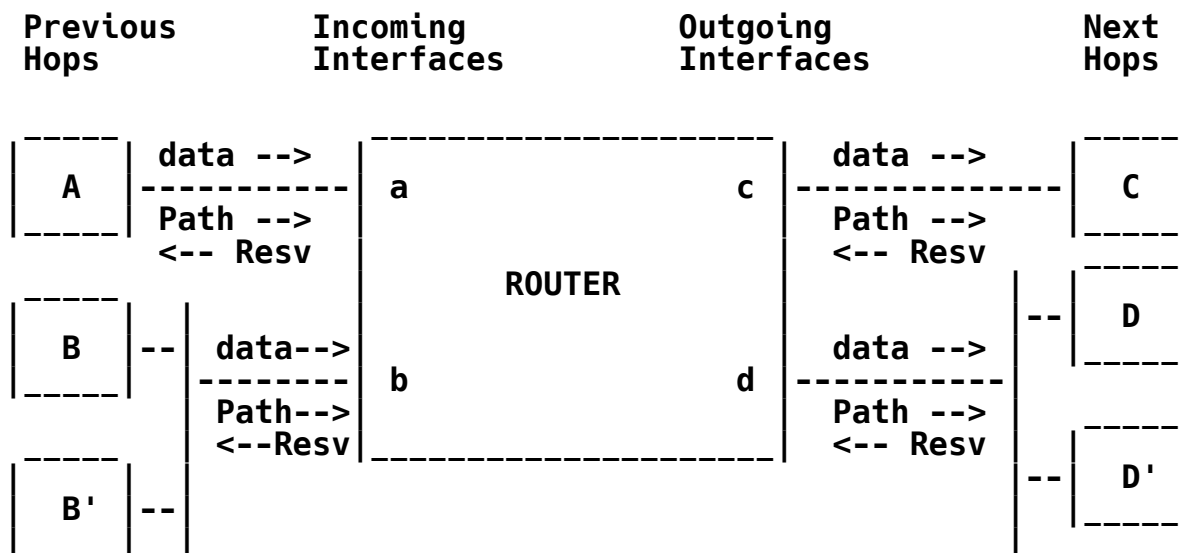 Previous Incoming Outgoing Next
Hops Interfaces Interfaces Hops
data --> data -->
A a c C
Path --> Path -->
<-- Resv <-- Resv
ROUTER
D
B data--> data -->
b d
Path--> Path -->
<--Resv <-- Resv
D'
B'